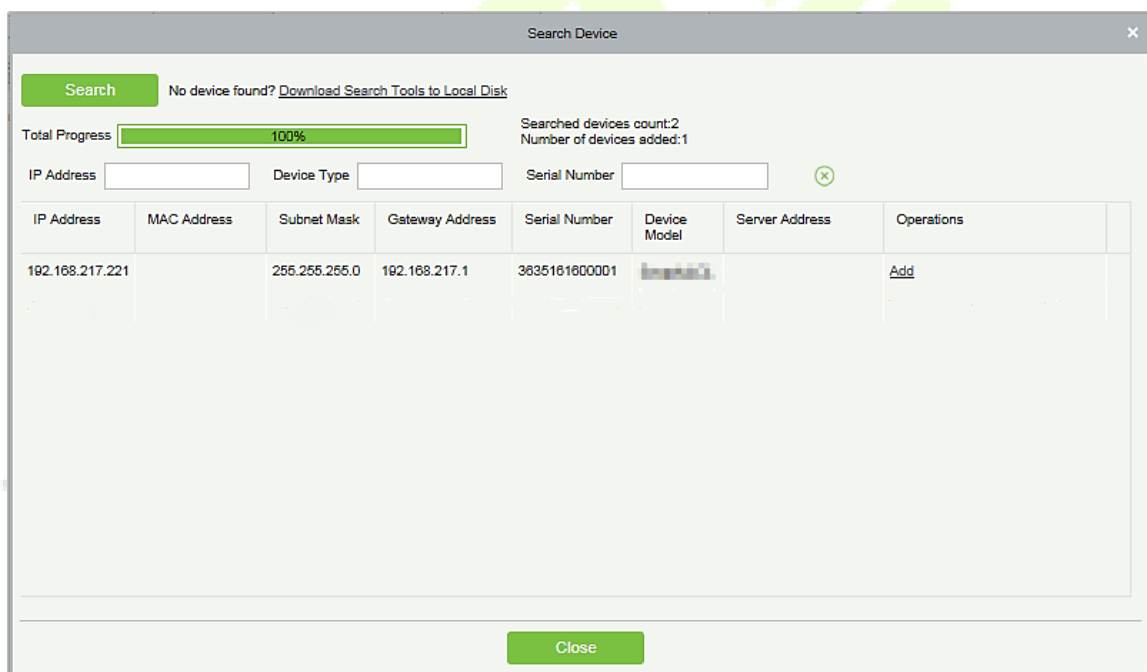 Search Device
Search No device found? Download Search Tools to Local Disk
Total Progress 100% Searched devices count:2
Number of devices added:1
IP Address Device Type Serial Number
IP Address MAC Address Subnet Mask Gateway Address Serial Number Device Model Server Address Operations
192.168.217.221 255.255.255.0 192.168.217.1 3635161600001 Add
Close